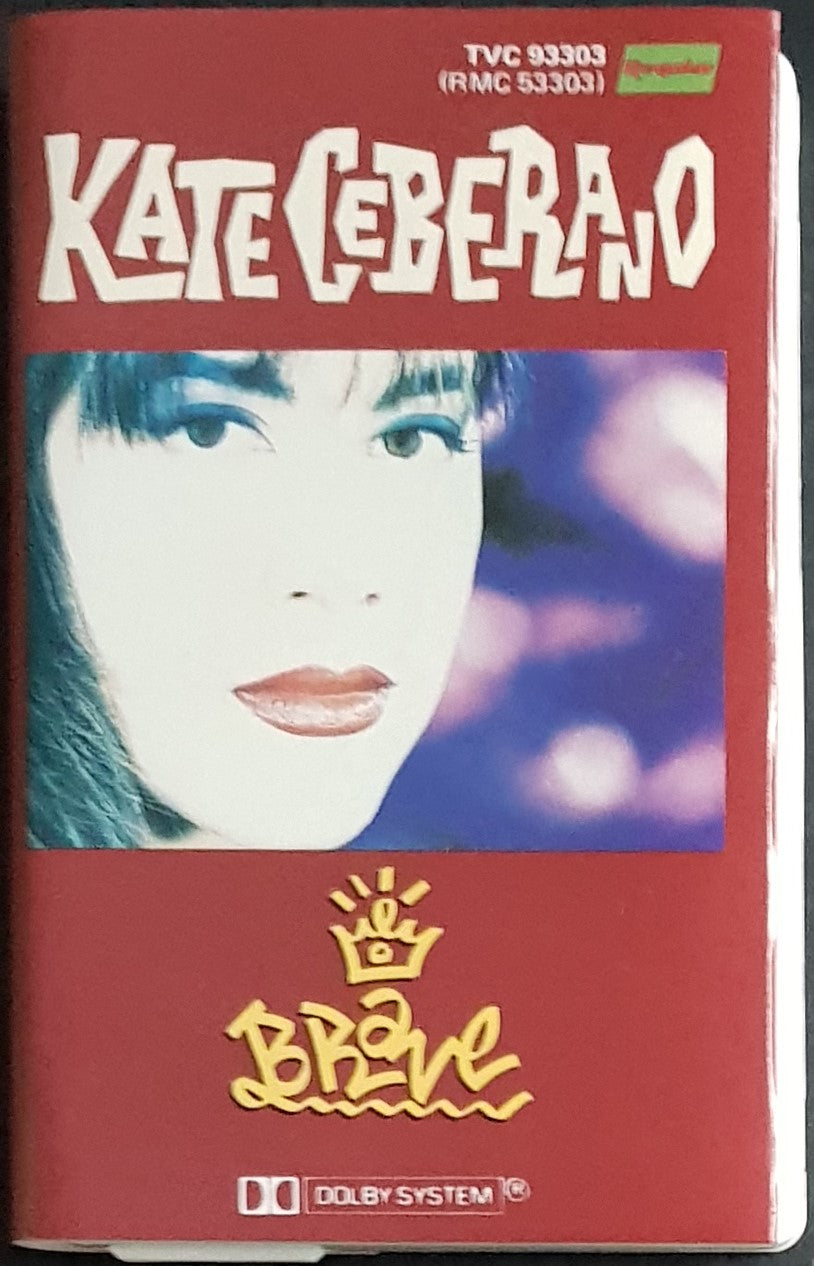 TVC 93303
(RMC 53303)
KATE CEBERANO
BRave
DOLBY SYSTEM®